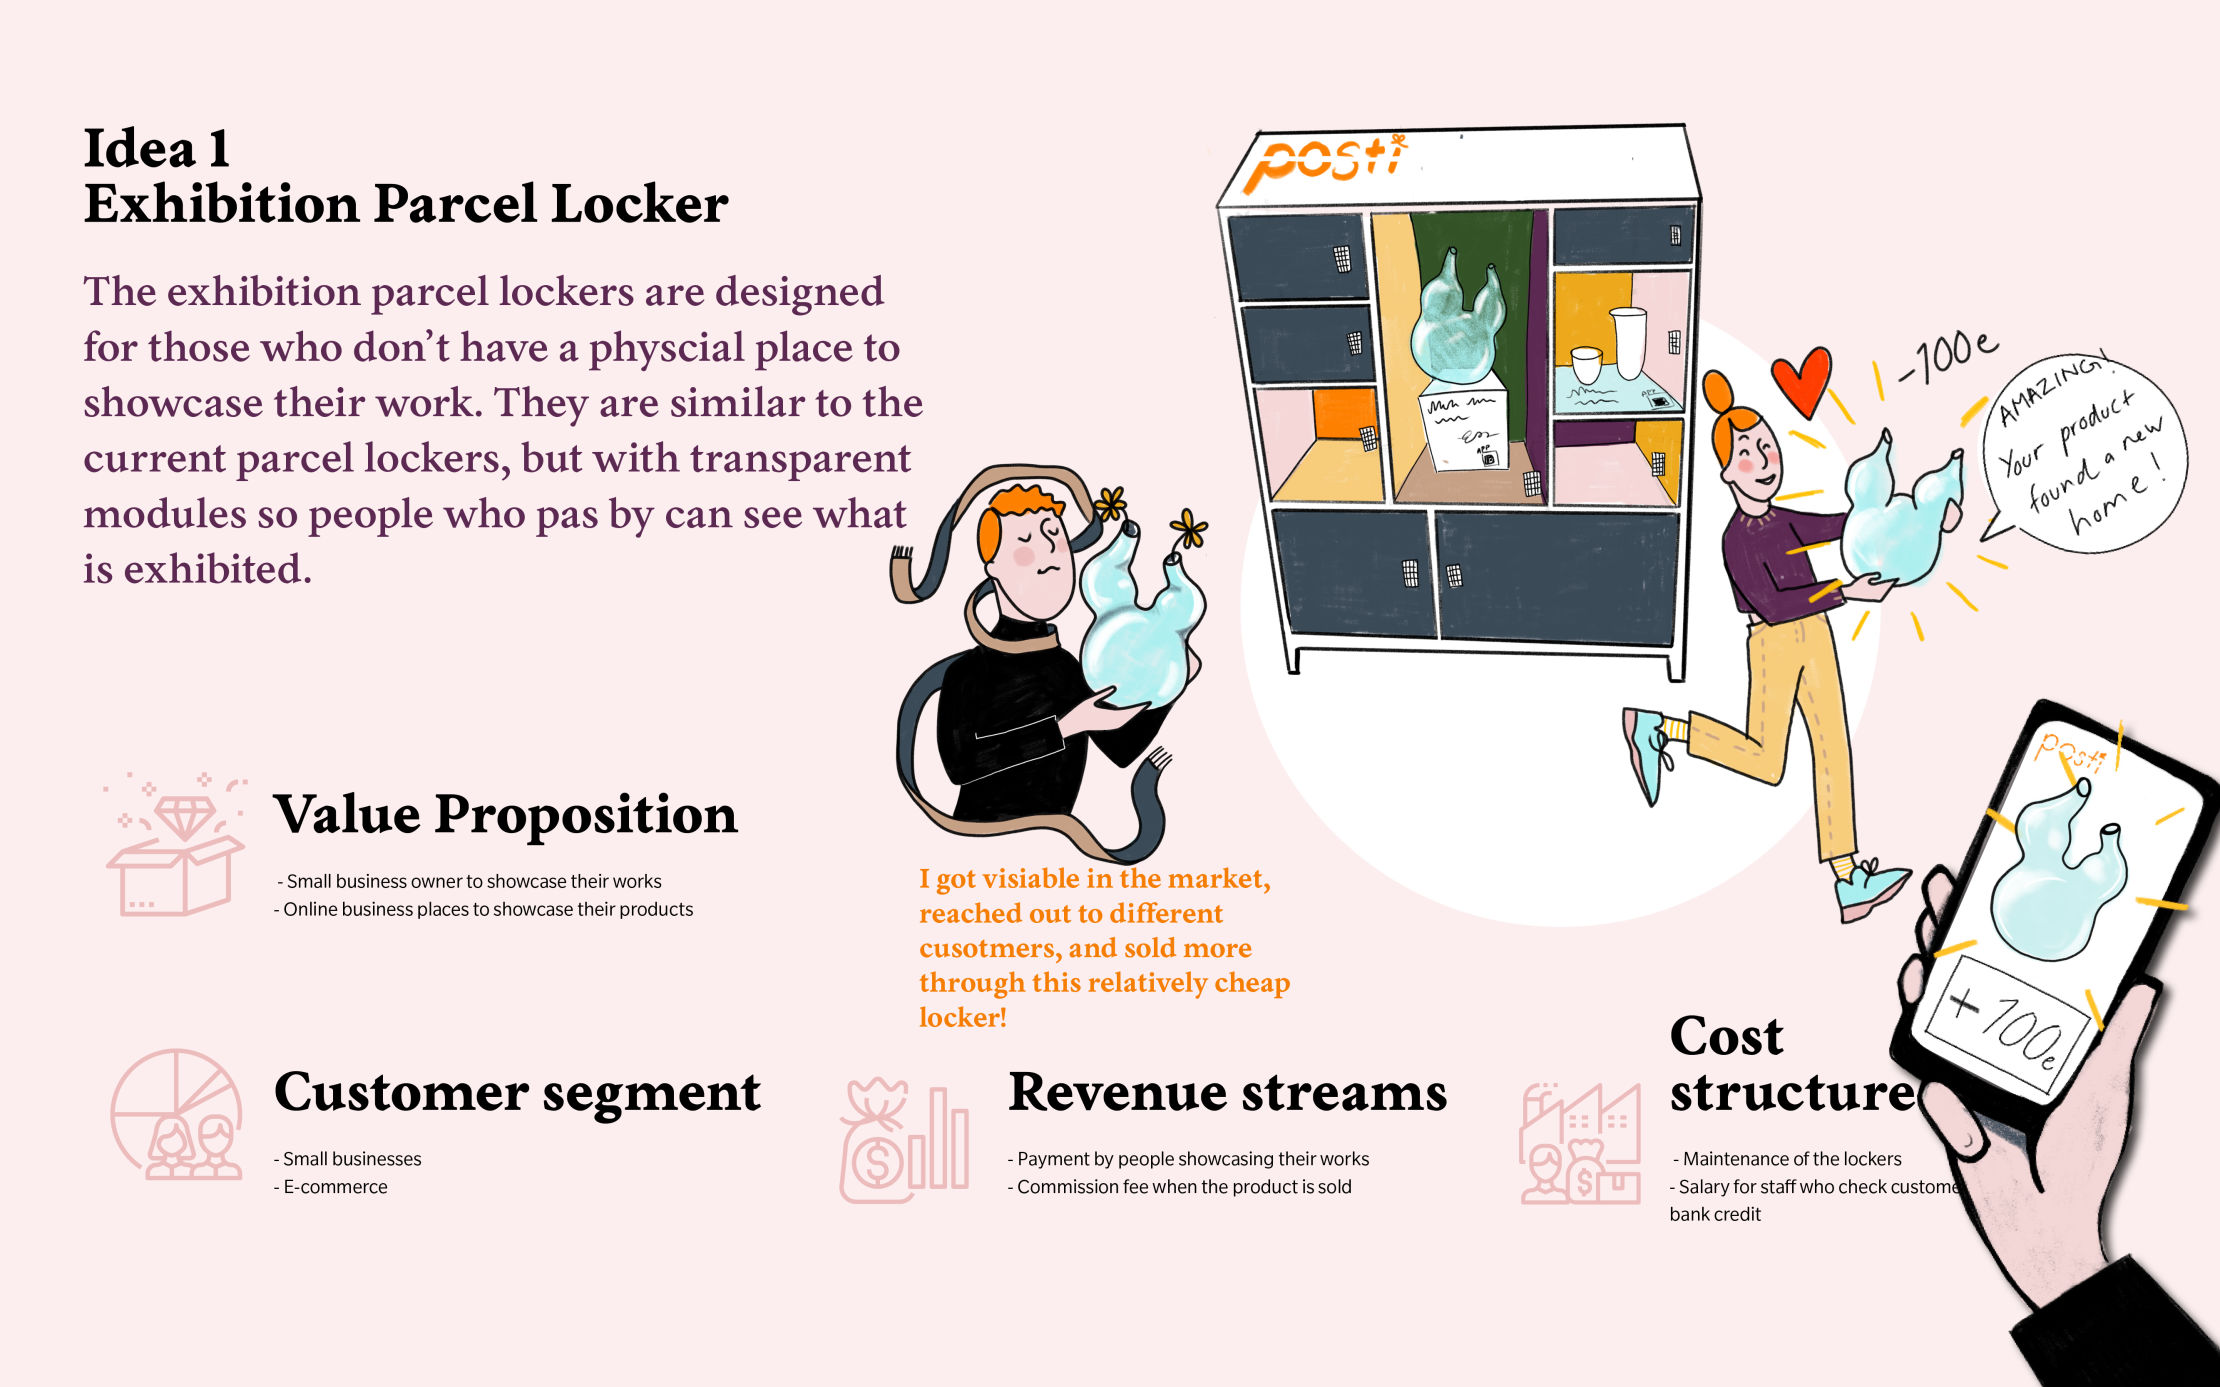 Idea 1
Exhibition Parcel Locker
The exhibition parcel lockers are designed
for those who don't have a physcial place to
showcase their work. They are similar to the
current parcel lockers, but with transparent
modules so people who pas by can see what
is exhibited.
posti
APP
APP
-100e
AMAZING!
Your product
found a new
home!
Value Proposition
- Small business owner to showcase their works
- Online business places to showcase their products
I got visiable in the market,
reached out to different
cusotmers, and sold more
through this relatively cheap
locker!
posti
+100e
Customer segment
- Small businesses
- E-commerce
Revenue streams
- Payment by people showcasing their works
- Commission fee when the product is sold
Cost
structure
- Maintenance of the lockers
- Salary for staff who check custome
bank credit